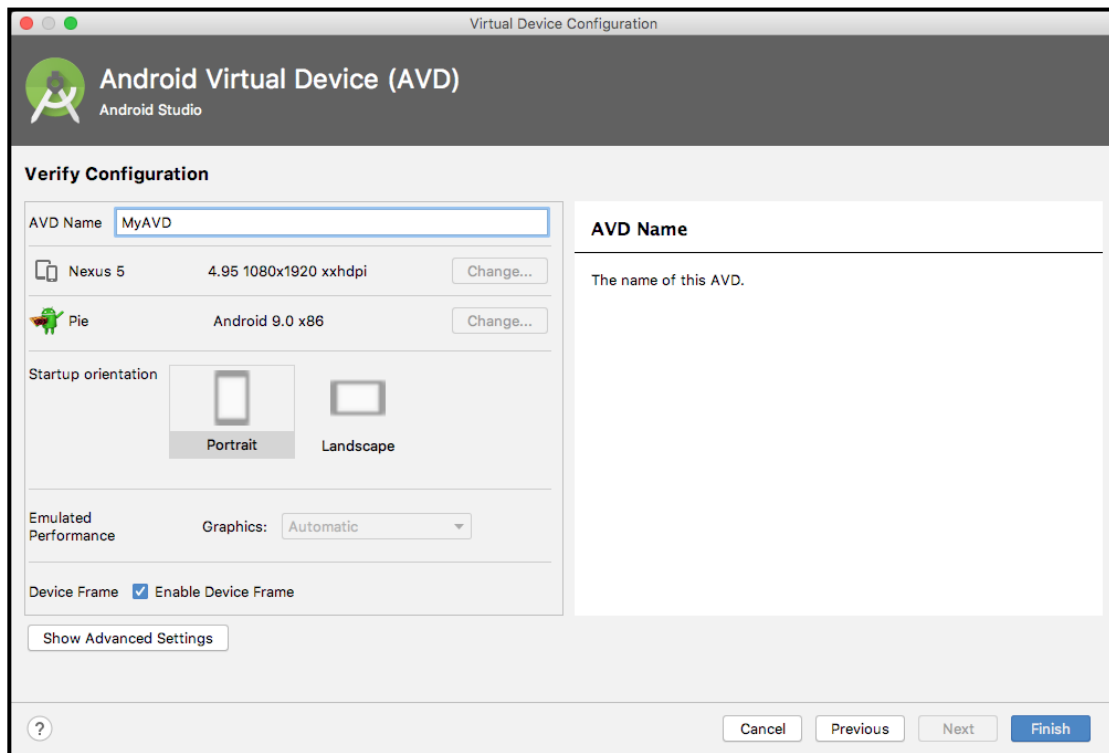 Virtual Device Configuration
Android Virtual Device (AVD)
Android Studio
Verify Configuration
AVD Name MyAVD
Nexus 5 4.95 1080x1920 xxhdpi Change...
Pie Android 9.0 x86 Change...
Startup orientation
Portrait Landscape
Emulated
Performance
Graphics: Automatic
Device Frame Enable Device Frame
Show Advanced Settings
AVD Name
The name of this AVD.
? Cancel Previous Next Finish